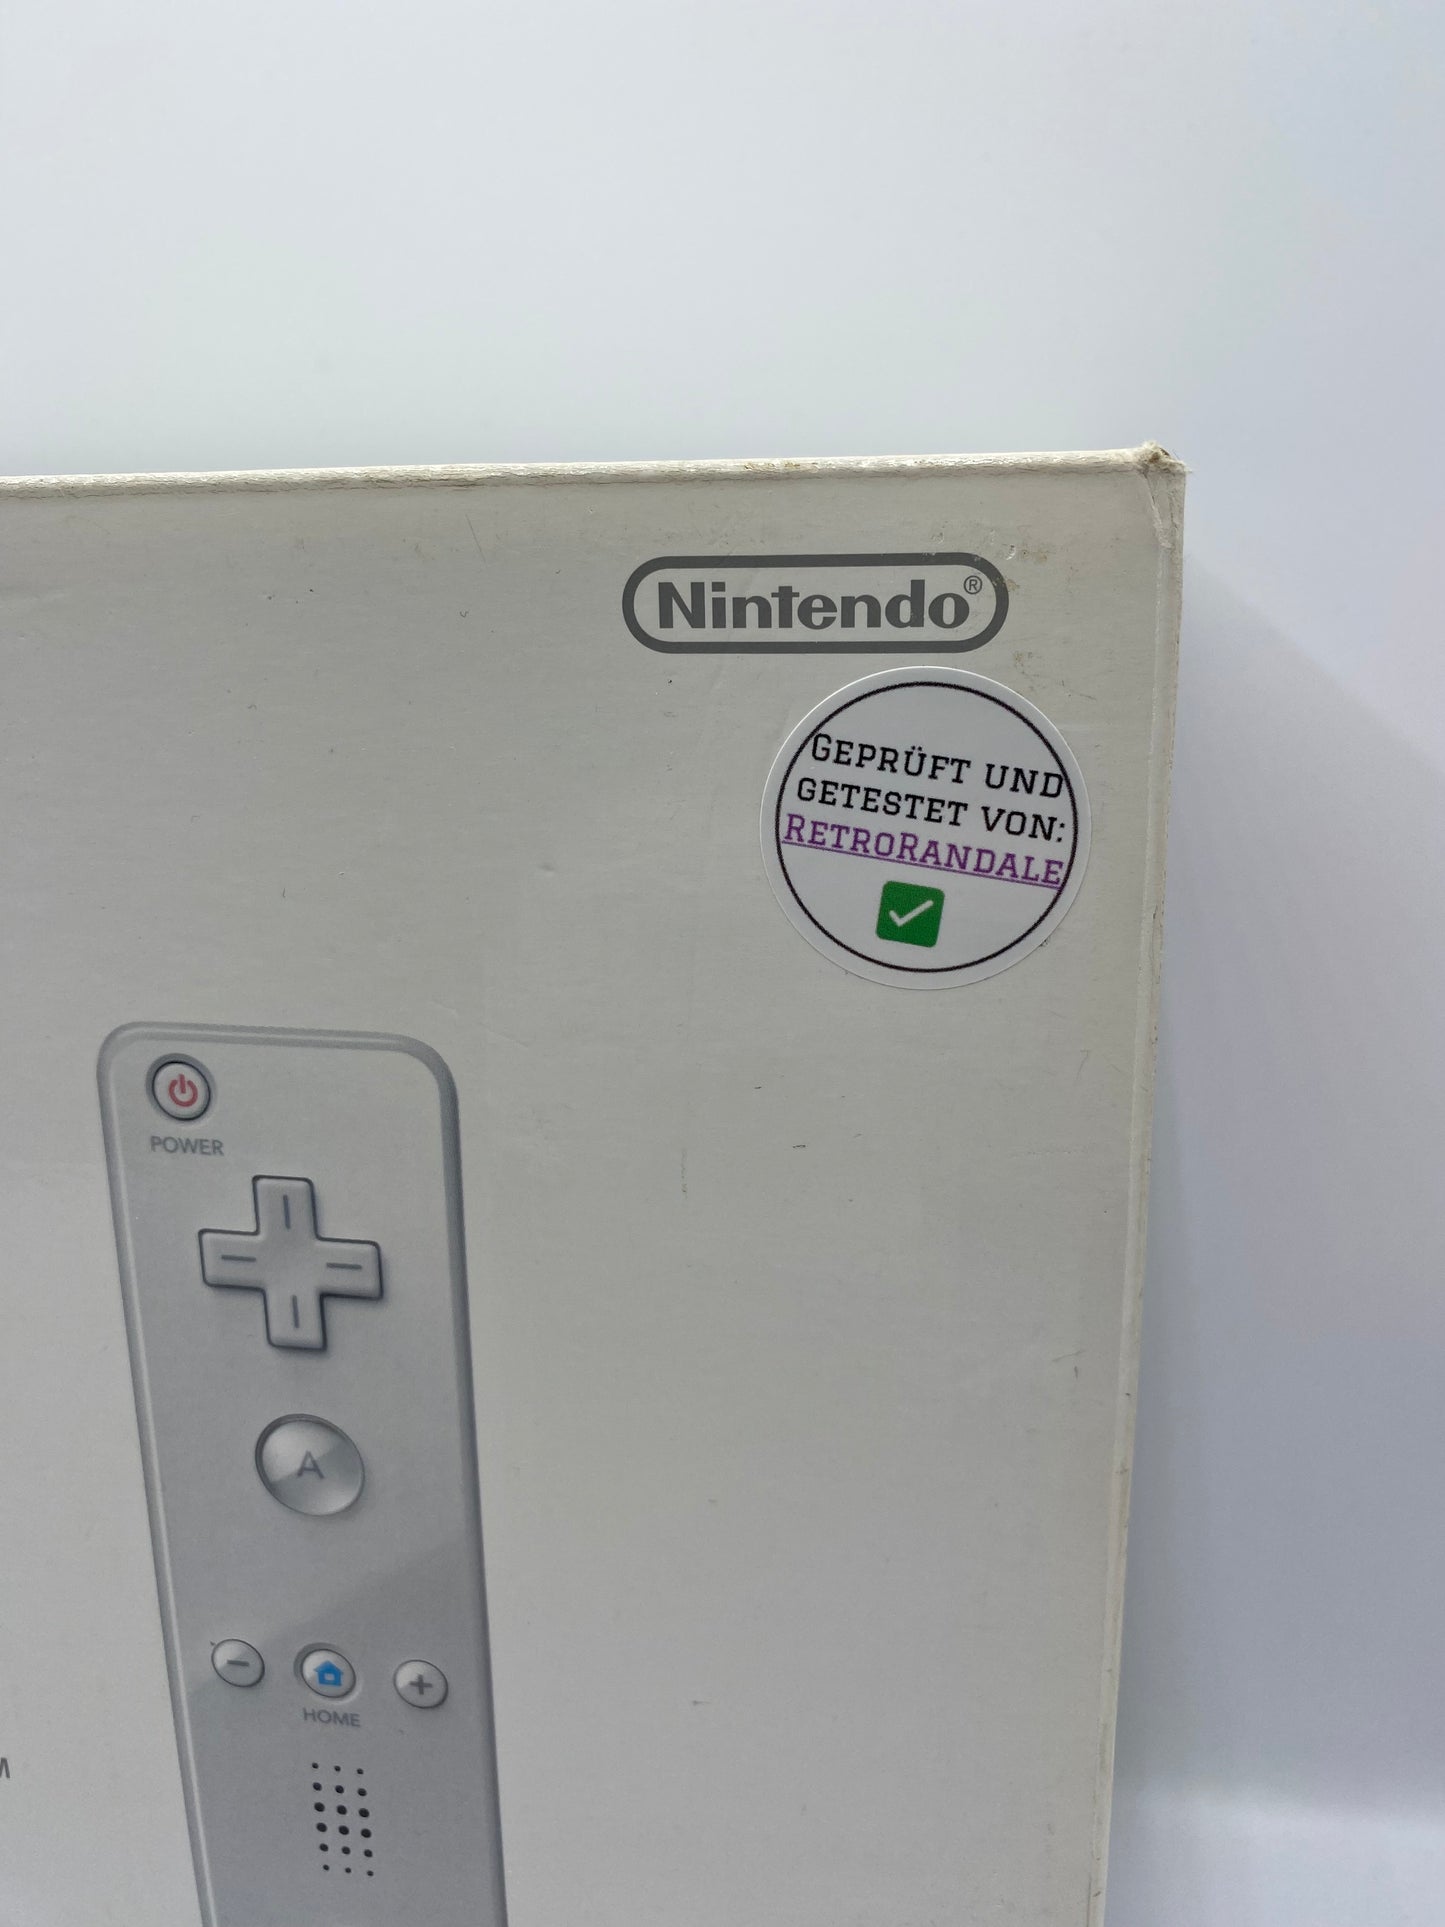 Nintendo®
GEPRÜFT UND
GETESTET VON:
RETRORANDALE
POWER
A
HOME
M